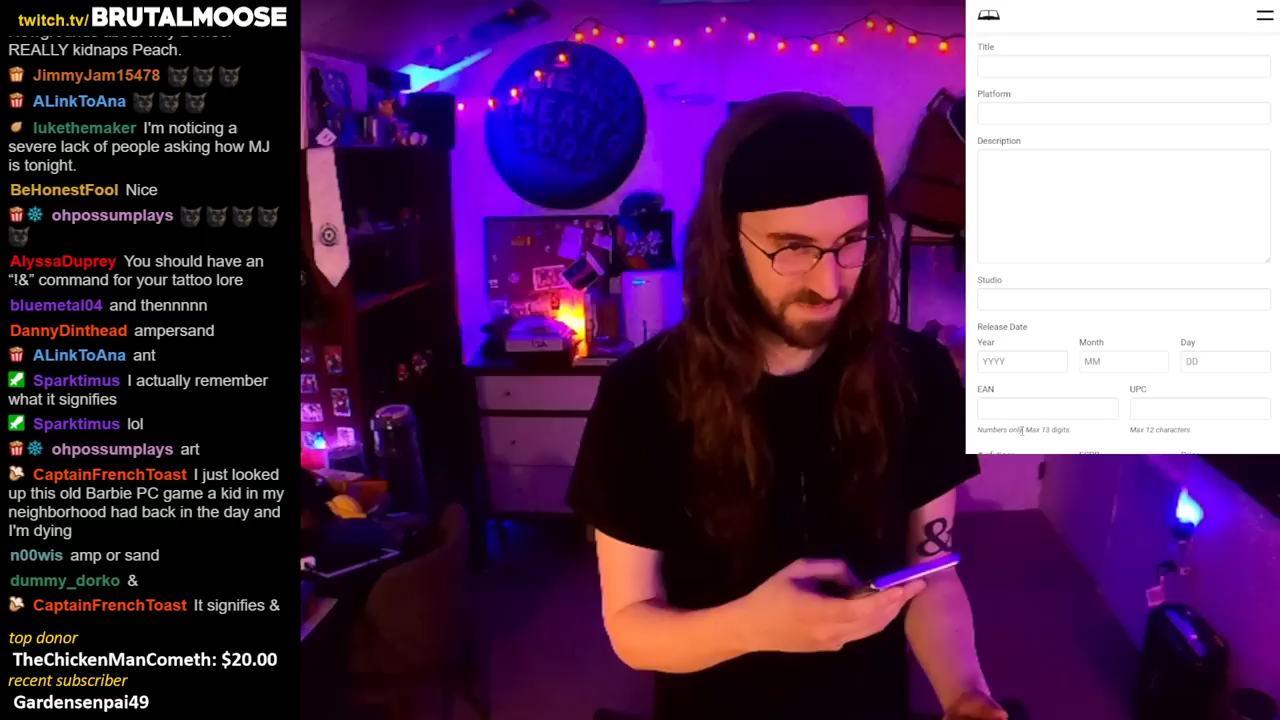 twitch.tv/BRUTALMOOSE
REALLY kidnaps Peach.
JimmyJam15478
ALinkToAna
lukethemaker I'm noticing a
severe lack of people asking how MJ
is tonight.
BeHonestFool Nice
ohpossumplays
AlyssaDuprey You should have an
“!&” command for your tattoo lore
bluemetal04 and thennnnn
DannyDinthead ampersand
ALinkToAna ant
Sparktimus I actually remember
what it signifies
Sparktimus lol
ohpossumplays art
CaptainFrenchToast I just looked
up this old Barbie PC game a kid in my
neighborhood had back in the day and
I'm dying
n00wis amp or sand
dummy_dorko &
CaptainFrenchToast It signifies &
top donor
TheChickenManCometh: $20.00
recent subscriber
Gardensenpai49
&
Title
Platform
Description
Studio
Release Date
Year Month Day
YYYY MM DD
EAN UPC
Numbers only. Max 13 digits. Max 12 characters.